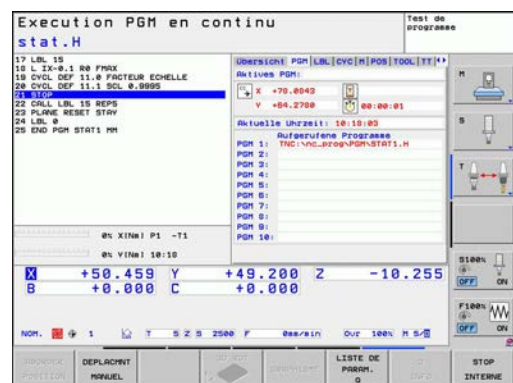 Execution PGM en continu
Test de
programme
stat.H
17 LBL 15
18 L IX-0.1 R0 FMAX
19 CYCL DEF 11.0 FACTEUR ECHELLE
20 CYCL DEF 11.1 SCL 0.9995
21 STOP
22 CALL LBL 15 REP5
23 PLANE RESET STAY
24 LBL 0
25 END PGM STAT1 MM
Übersicht PGM LBL CYC M POS TOOL TT
Aktives PGM:
X +78.0843
Y +84.2780
00:00:01
Aktuelle Uhrzeit: 10:18:03
Aufgerufene Programme
PGM 1: TNC:\nc_prog\PGM\STAT1.H
PGM 2:
PGM 3:
PGM 4:
PGM 5:
PGM 6:
PGM 7:
PGM 8:
PGM 9:
PGM 10:
0% X[Nm] P1 -T1
0% Y[Nm] 10:18
X +50.459 Y +49.200 Z -10.255
B +0.000 C +0.000
NOM. 1 T 5 Z S 2500 F 0mm/min Ovr 100% M 5/9
M
S
T
S100%
OFF ON
F100%
OFF ON
DEPLACMNT
MANUEL
LISTE DE
PARAM.
Q
STOP
INTERNE